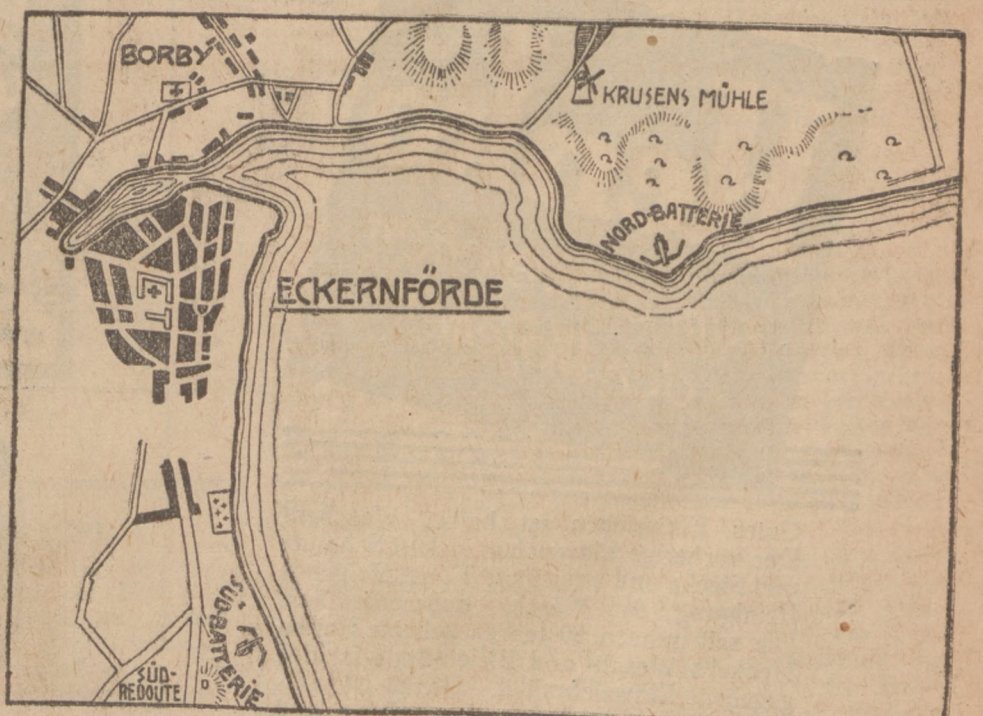 BORBY
KRUSENS MÜHLE
NORD-BATTERIE
ECKERNFÖRDE
SÜD-BATTERIE
SÜD-
REDOUTE